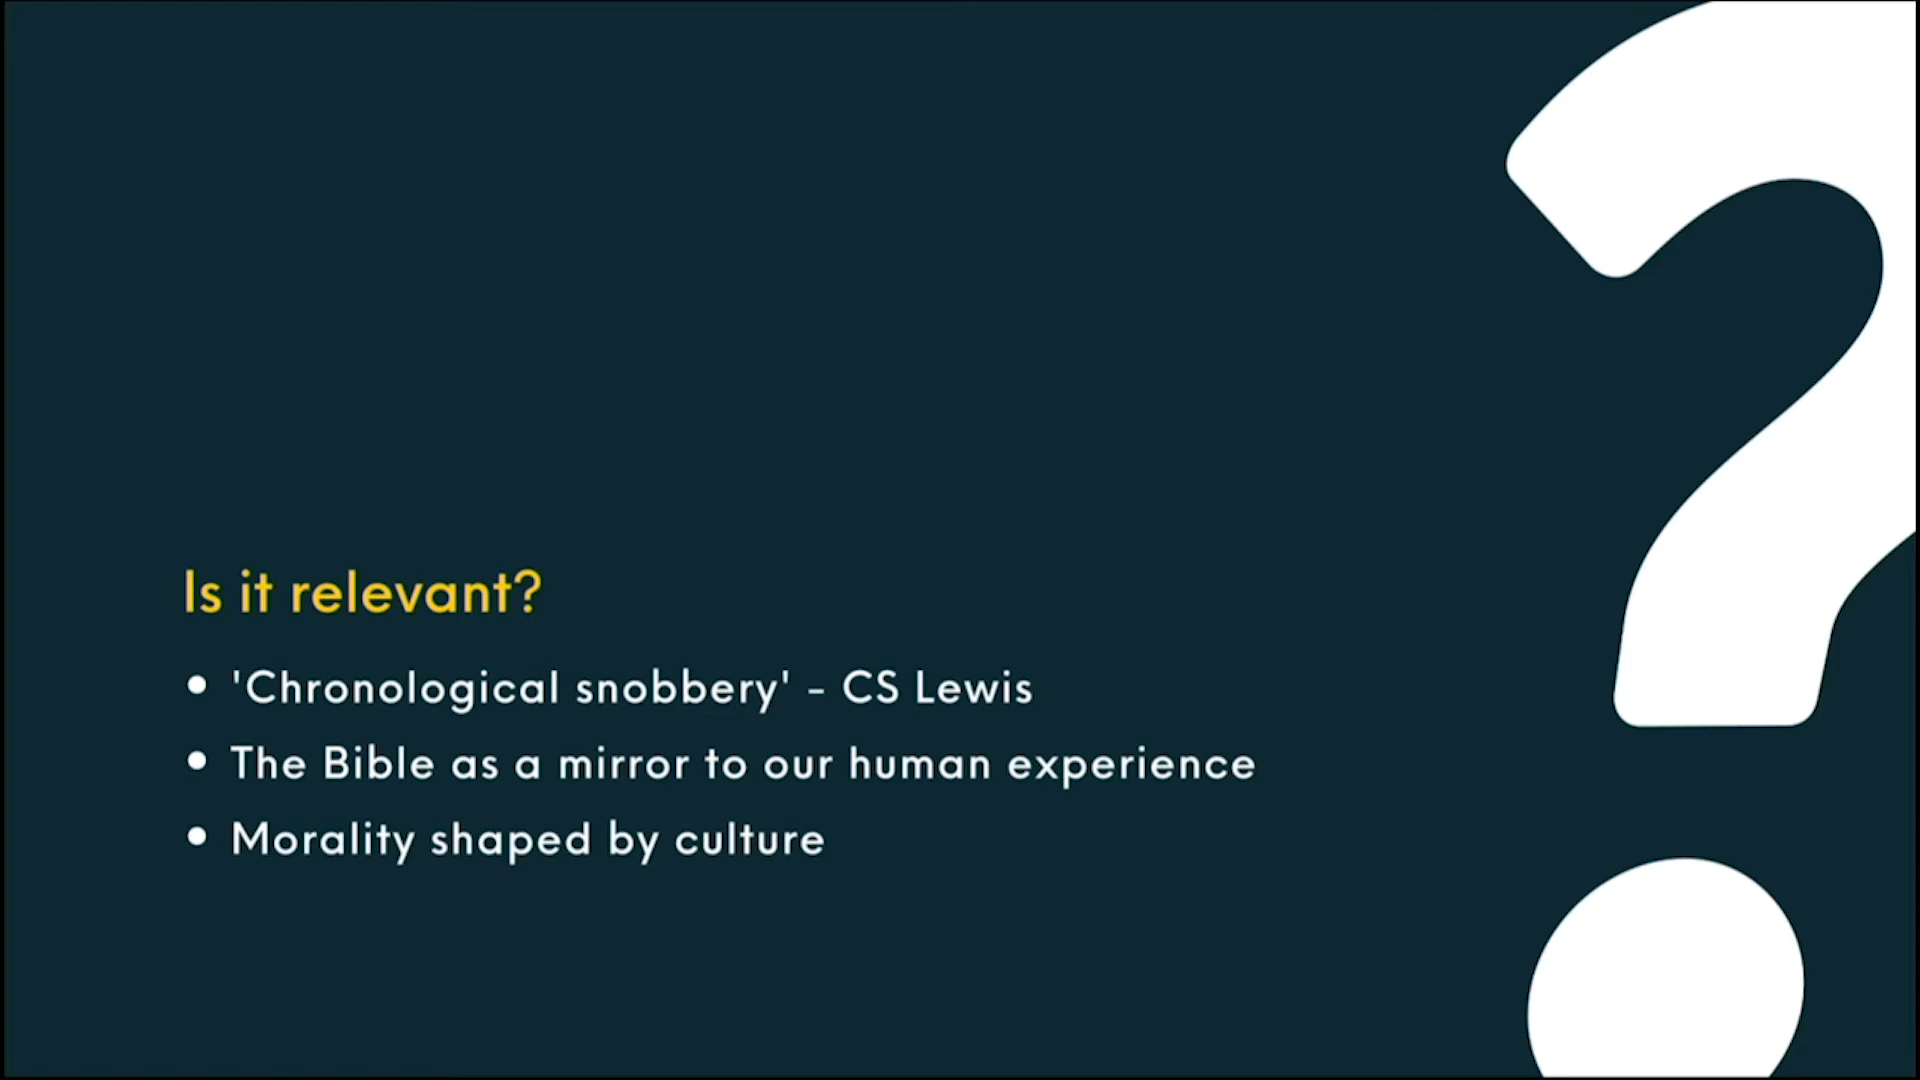 Is it relevant?
• 'Chronological snobbery' - CS Lewis
• The Bible as a mirror to our human experience
• Morality shaped by culture
?